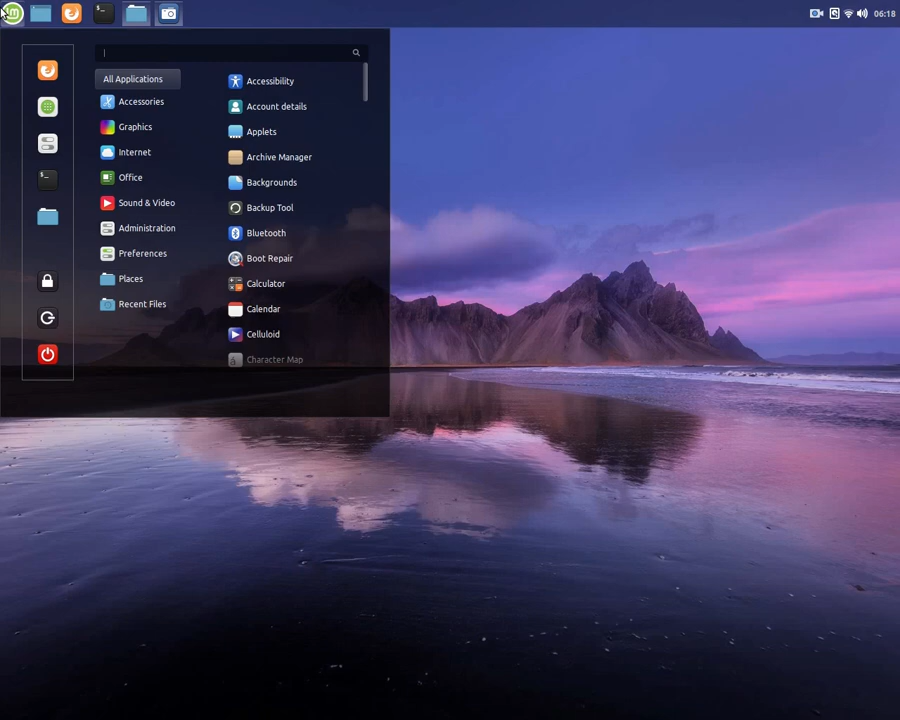 06:18
All Applications
Accessories
Graphics
Internet
Office
Sound & Video
Administration
Preferences
Places
Recent Files
Accessibility
Account details
Applets
Archive Manager
Backgrounds
Backup Tool
Bluetooth
Boot Repair
Calculator
Calendar
Celluloid
Character Map